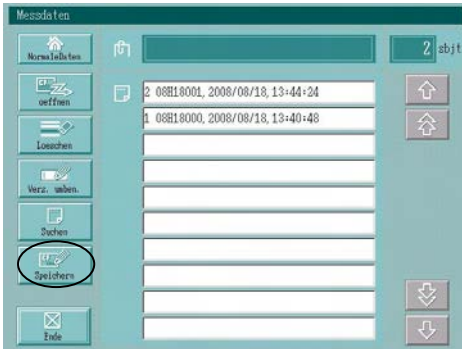 Messdaten
NormaleDaten
2 sbjt
oeffnen
2 08H18001, 2008/08/18, 13:44:24
1 08H18000, 2008/08/18, 13:40:48
Loeschen
Verz. umben.
Suchen
Speichern
Ende